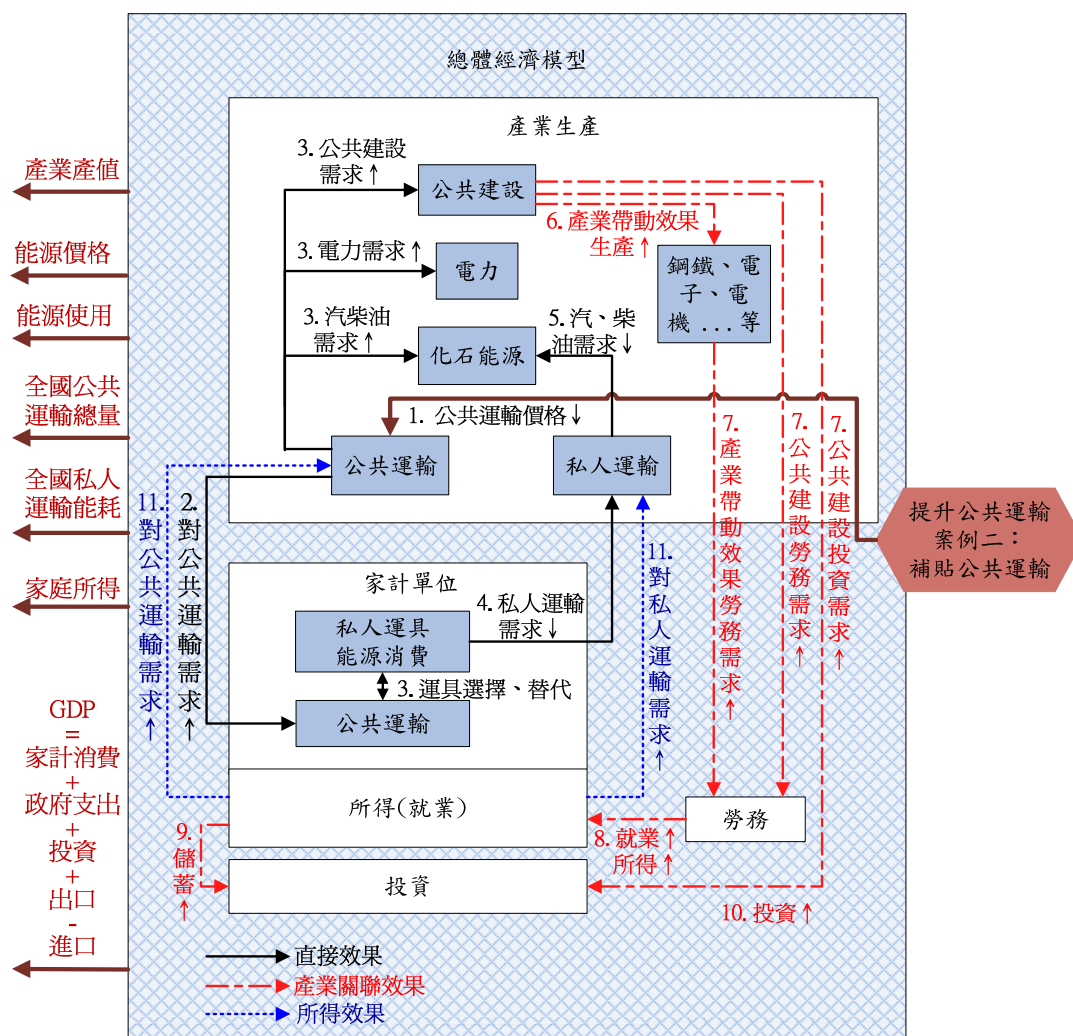 總體經濟模型
產業生產
3. 公共建設
需求↑
公共建設
6. 產業帶動效果
生產↑
3. 電力需求↑
電力
鋼鐵、電
子、電
機 ... 等
3. 汽柴油
需求↑
化石能源
5. 汽、柴
油需求↓
1. 公共運輸價格↓
公共運輸
私人運輸
7.產業帶動效果勞務需求↑
7.公共建設勞務需求↑
7.公共建設投資需求↑
提升公共運輸
案例二：
補貼公共運輸
11.對公共運輸需求↑
2.對公共運輸需求↑
11.對私人運輸需求↑
家計單位
4. 私人運輸
需求↓
私人運具
能源消費
3. 運具選擇、替代
公共運輸
所得(就業)
勞務
8. 就業↑
所得↑
9.儲蓄↑
投資
10. 投資↑
直接效果
產業關聯效果
所得效果
產業產值
能源價格
能源使用
全國公共
運輸總量
全國私人
運輸能耗
家庭所得
GDP
=
家計消費
+
政府支出
+
投資
+
出口
-
進口